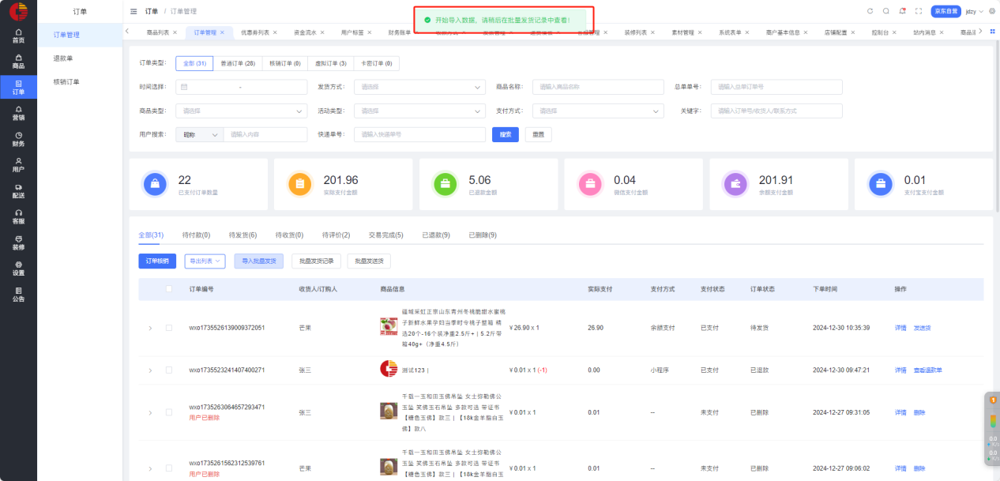 订单
订单 / 订单管理
开始导入数据，请稍后在批量发货记录中查看！
京东自营
jdzy
首页
商品
订单
营销
财务
用户
配送
客服
装修
设置
公告
订单管理
退款单
核销订单
商品列表 ×
订单管理 ×
优惠券列表 ×
资金流水 ×
用户标签 ×
财务账单
装修列表 ×
素材管理 ×
系统表单 ×
商户基本信息 ×
店铺配置 ×
控制台 ×
站内消息 ×
订单类型:
全部 (31)
普通订单 (28)
核销订单 (0)
虚拟订单 (3)
卡密订单 (0)
时间选择:
-
发货方式:
请选择
商品名称:
请输入商品名称
总单单号:
请输入总单订单号
商品类型:
请选择
活动类型:
请选择
支付方式:
请选择
关键字:
请输入订单号/收货人/联系方式
用户搜索:
昵称
请输入内容
快递单号:
请输入快递单号
搜索
重置
22
已支付订单数量
201.96
实际支付金额
5.06
已退款金额
0.04
微信支付金额
201.91
余额支付金额
0.01
支付宝支付金额
全部(31)
待付款(0)
待发货(6)
待收货(0)
待评价(2)
交易完成(5)
已退款(9)
已删除(9)
订单核销
导出列表
导入批量发货
批量发货记录
批量发送货
订单编号
收货人/订购人
商品信息
实际支付
支付方式
支付状态
订单状态
下单时间
操作
wxo1735526139009372051
芒果
疆域采虹正宗山东青州冬桃脆甜水蜜桃
子新鲜水果孕妇当季时令桃子整箱 精
选20个-16个装净重2.5斤+ | 5.2斤带
箱40g+（净重4.5斤）
¥ 26.90 x 1
26.90
余额支付
已支付
待发货
2024-12-30 10:35:39
详情
发送货
wxo1735523241407400271
张三
测试123 |
¥ 0.01 x 1 (-1)
0.00
小程序
已支付
已退款
2024-12-30 09:47:21
详情
查看退款单
wxo1735263064657293471
用户已删除
张三
千载一玉和田玉佛吊坠 女士弥勒佛公
玉坠 笑佛玉石吊坠 多款可选 带证书
【糖色玉佛】款三 | 【18k金羊脂白玉
佛】款八
¥ 0.01 x 1
0.01
--
未支付
已删除
2024-12-27 09:31:05
详情
删除
wxo1735261562312539761
用户已删除
芒果
千载一玉和田玉佛吊坠 女士弥勒佛公
玉坠 笑佛玉石吊坠 多款可选 带证书
【糖色玉佛】款三 | 【18k金羊脂白玉
¥ 0.01 x 1
0.01
--
未支付
已删除
2024-12-27 09:06:02
详情
删除